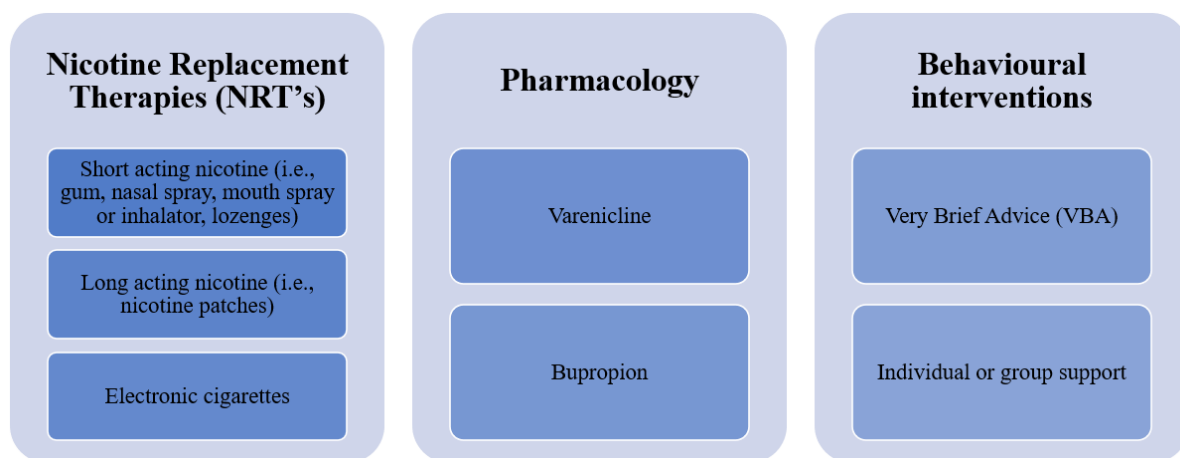 Nicotine Replacement
Therapies (NRT's)
Short acting nicotine (i.e.,
gum, nasal spray, mouth spray
or inhalator, lozenges)
Long acting nicotine (i.e.,
nicotine patches)
Electronic cigarettes
Pharmacology
Varenicline
Bupropion
Behavioural
interventions
Very Brief Advice (VBA)
Individual or group support